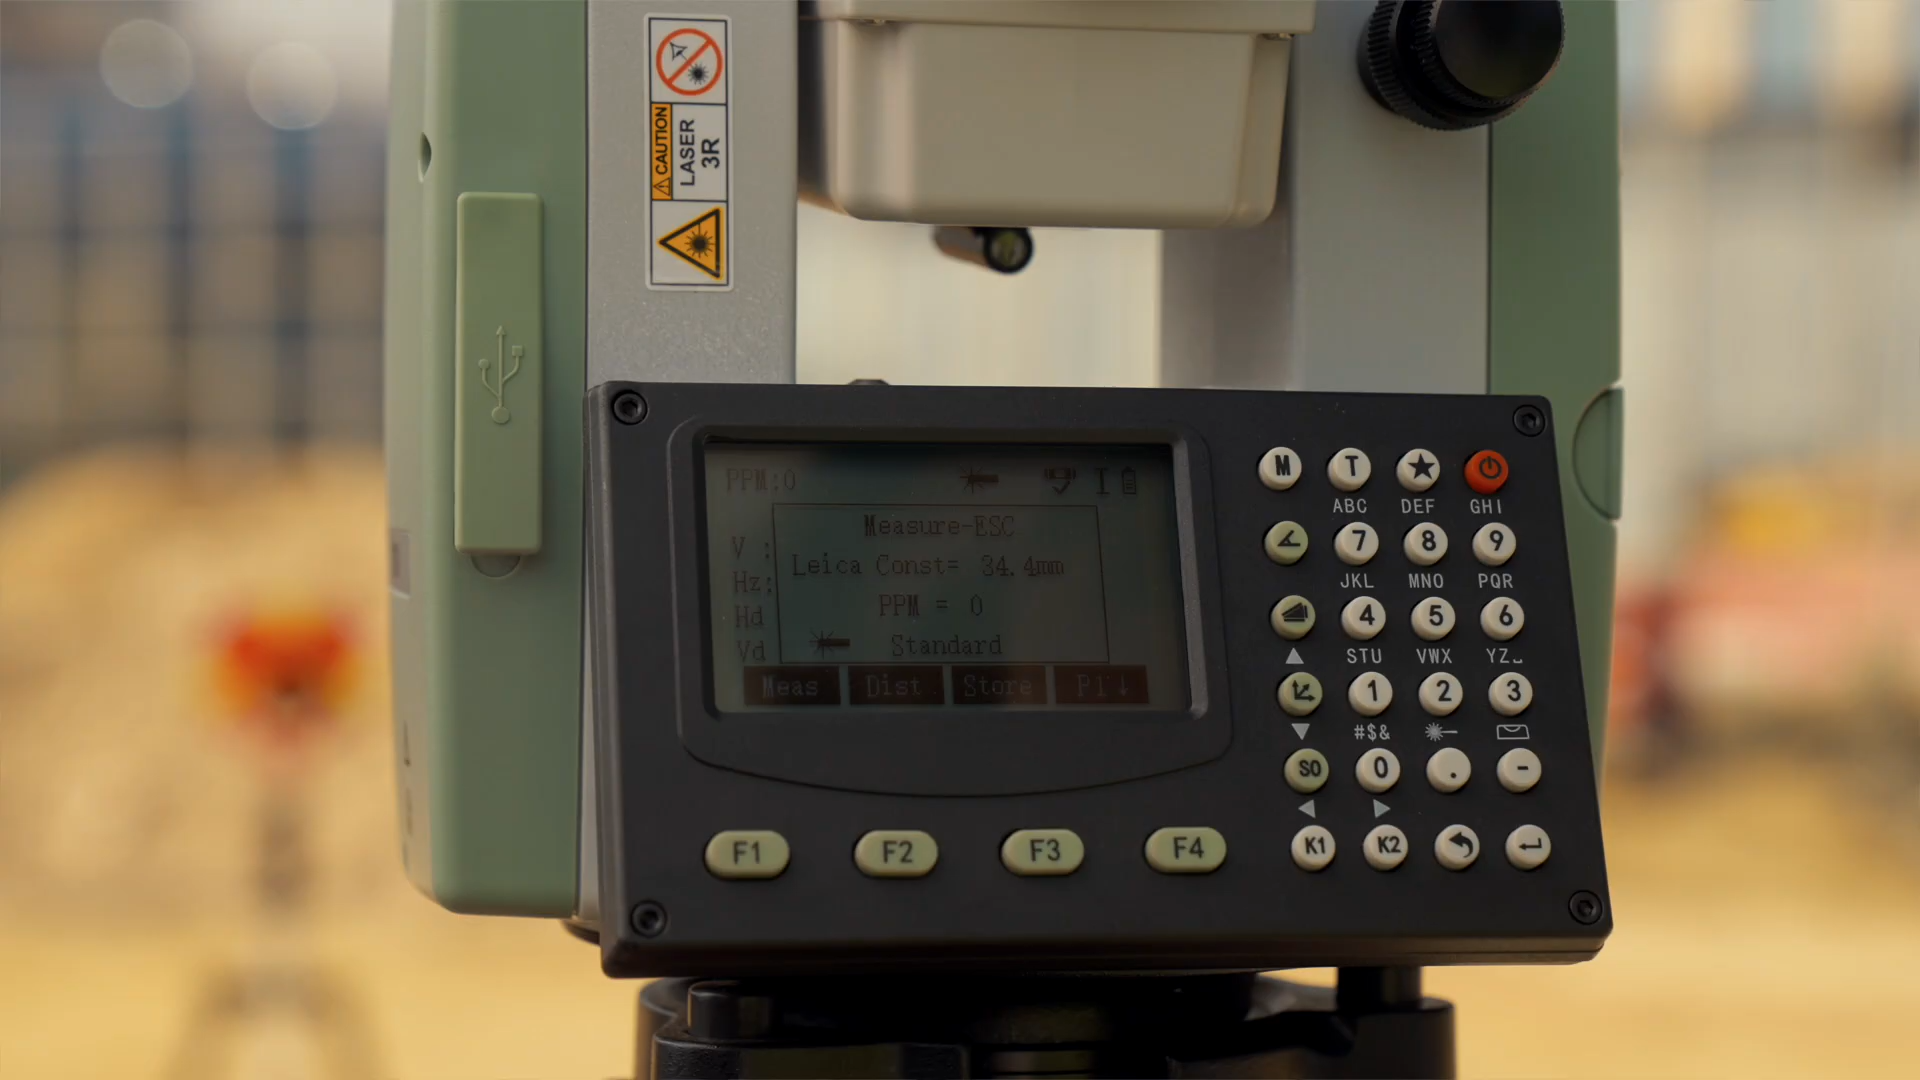 CAUTION
LASER
3R
PPM:0
Measure-ESC
V :
Leica Const= 34.4mm
Hz:
PPM = 0
Hd
Standard
Vd
Meas Dist Store P1↓
M T ★
ABC DEF GHI
7 8 9
JKL MNO PQR
4 5 6
STU VWX YZ
1 2 3
#$&
SO 0 . -
F1 F2 F3 F4 K1 K2